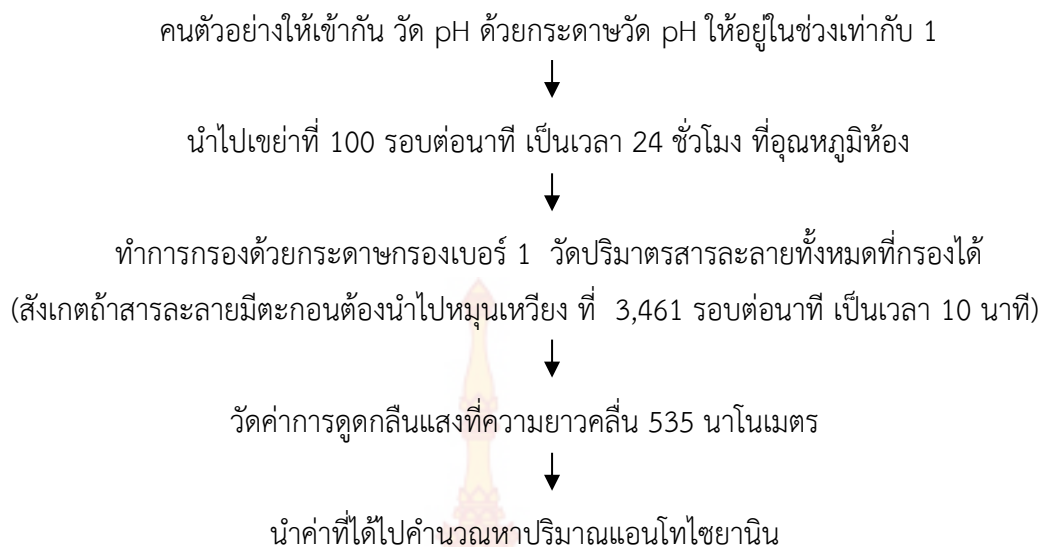 คนตัวอย่างให้เข้ากัน วัด pH ด้วยกระดาษวัด pH ให้อยู่ในช่วงเท่ากับ 1
นำไปเขย่าที่ 100 รอบต่อนาที เป็นเวลา 24 ชั่วโมง ที่อุณหภูมิห้อง
ทำการกรองด้วยกระดาษกรองเบอร์ 1 วัดปริมาตรสารละลายทั้งหมดที่กรองได้
(สังเกตถ้าสารละลายมีตะกอนต้องนำไปหมุนเหวียง ที่ 3,461 รอบต่อนาที เป็นเวลา 10 นาที)
วัดค่าการดูดกลืนแสงที่ความยาวคลื่น 535 นาโนเมตร
นำค่าที่ได้ไปคำนวณหาปริมาณแอนโทไซยานิน